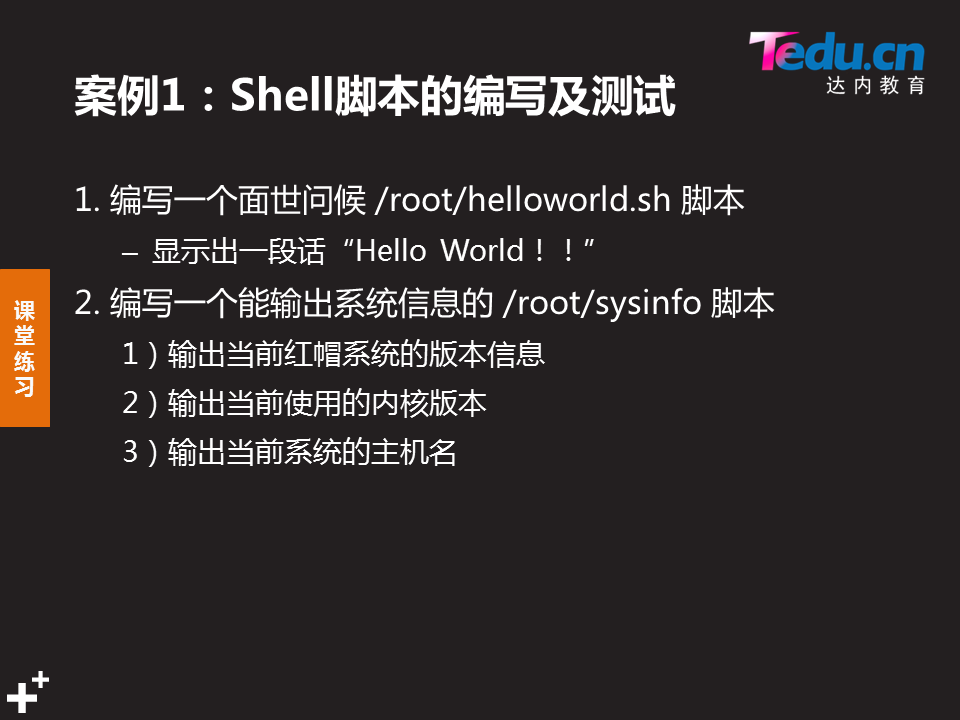 Tedu.cn
达内教育
案例1：Shell脚本的编写及测试
1. 编写一个面世问候 /root/helloworld.sh 脚本
– 显示出一段话“Hello World！！”
课堂练习
2. 编写一个能输出系统信息的 /root/sysinfo 脚本
1）输出当前红帽系统的版本信息
2）输出当前使用的内核版本
3）输出当前系统的主机名